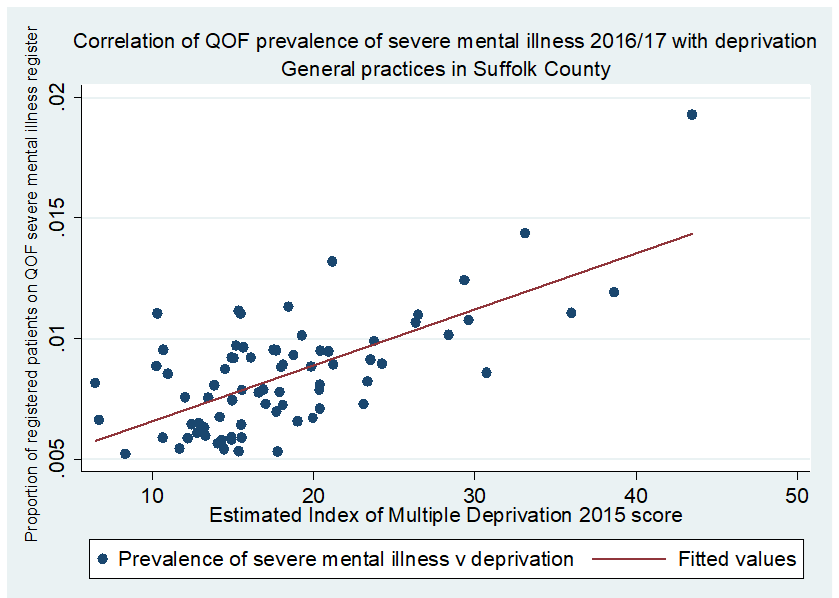 Correlation of QOF prevalence of severe mental illness 2016/17 with deprivation
General practices in Suffolk County
Proportion of registered patients on QOF severe mental illness register
.02
.015
.01
.005
10 20 30 40 50
Estimated Index of Multiple Deprivation 2015 score
Prevalence of severe mental illness v deprivation Fitted values